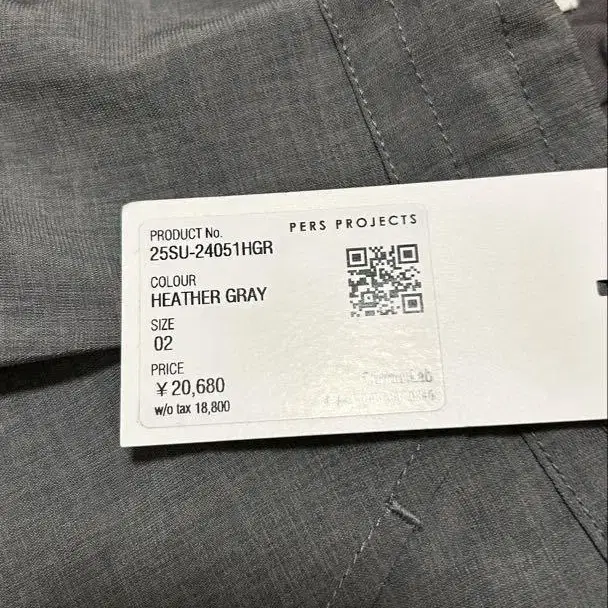 PERS PROJECTS
PRODUCT No.
25SU-24051HGR
COLOUR
HEATHER GRAY
SIZE
02
PRICE
¥20,680
w/o tax 18,800